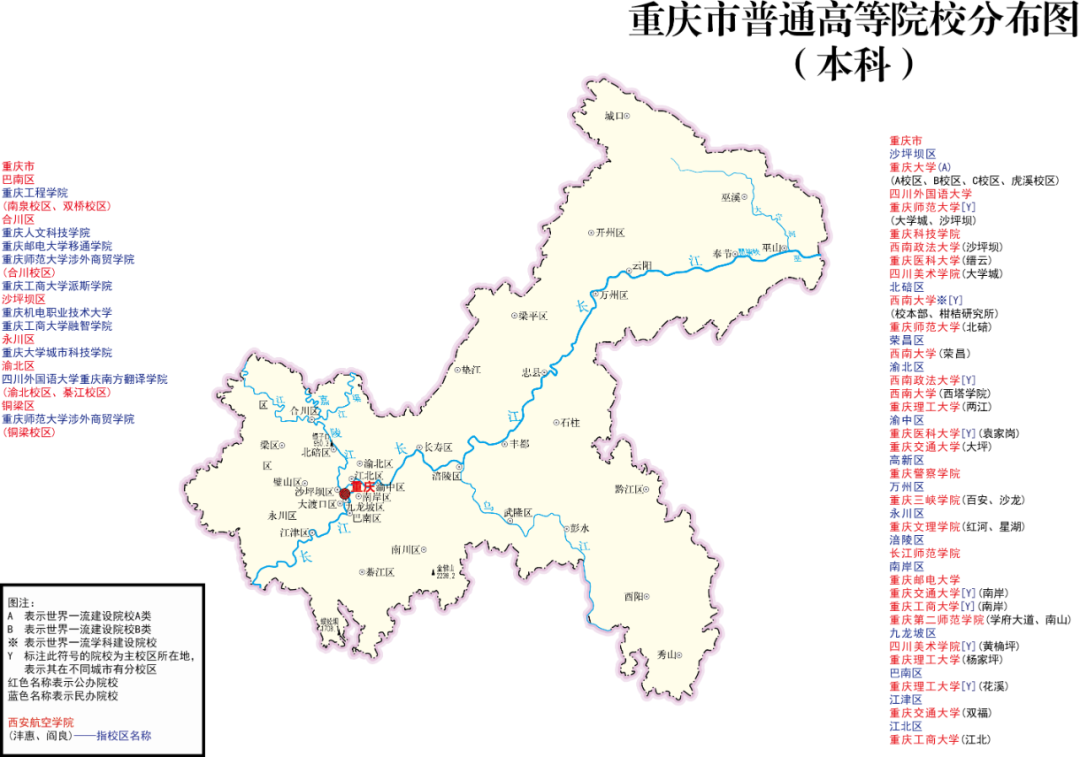 重庆市普通高等院校分布图
（本科）
重庆市
巴南区
重庆工程学院
(南泉校区、双桥校区)
合川区
重庆人文科技学院
重庆邮电大学移通学院
重庆师范大学涉外商贸学院
(合川校区)
重庆工商大学派斯学院
沙坪坝区
重庆机电职业技术大学
重庆工商大学融智学院
永川区
重庆大学城市科技学院
渝北区
四川外国语大学重庆南方翻译学院
(渝北校区、綦江校区)
铜梁区
重庆师范大学涉外商贸学院
(铜梁校区)
城口
巫溪
大宁河
开州区
奉节
巫山
云阳
长江
万州区
梁平区
垫江
忠县
石柱
丰都
长寿区
涪陵区
合川区
嘉陵江
区
梁区
北碚区
渝北区
江北区
区
璧山区
沙坪坝区
重庆
渝中区
南岸区
大渡口区
九龙坡区
永川区
巴南区
江津区
长江
南川区
綦江区
金佛山
2238.2
武隆区
乌江
彭水
黔江区
酉阳
秀山
重庆市
沙坪坝区
重庆大学(A)
(A校区、B校区、C校区、虎溪校区)
四川外国语大学
重庆师范大学[Y]
(大学城、沙坪坝)
重庆科技学院
西南政法大学(沙坪坝)
重庆医科大学(缙云)
四川美术学院(大学城)
北碚区
西南大学※[Y]
(校本部、柑桔研究所)
重庆师范大学(北碚)
荣昌区
西南大学(荣昌)
渝北区
西南政法大学[Y]
西南大学(西塔学院)
重庆理工大学(两江)
渝中区
重庆医科大学[Y](袁家岗)
重庆交通大学(大坪)
高新区
重庆警察学院
万州区
重庆三峡学院(百安、沙龙)
永川区
重庆文理学院(红河、星湖)
涪陵区
长江师范学院
南岸区
重庆邮电大学
重庆交通大学[Y](南岸)
重庆工商大学[Y](南岸)
重庆第二师范学院(学府大道、南山)
九龙坡区
四川美术学院[Y](黄桷坪)
重庆理工大学(杨家坪)
巴南区
重庆理工大学[Y](花溪)
江津区
重庆交通大学(双福)
江北区
重庆工商大学(江北)
图注：
A 表示世界一流建设院校A类
B 表示世界一流建设院校B类
※ 表示世界一流学科建设院校
Y 标注此符号的院校为主校区所在地，
表示其在不同城市有分校区
红色名称表示公办院校
蓝色名称表示民办院校
西安航空学院
(沣惠、阎良)——指校区名称